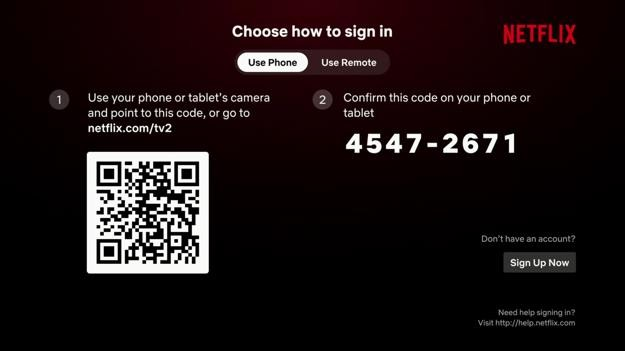 Choose how to sign in
NETFLIX
Use Phone
Use Remote
1
Use your phone or tablet's camera
and point to this code, or go to
netflix.com/tv2
2
Confirm this code on your phone or
tablet
4547-2671
Don't have an account?
Sign Up Now
Need help signing in?
Visit http://help.netflix.com